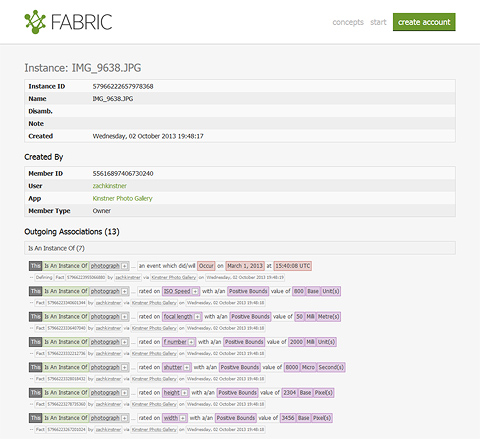 FABRIC
concepts start create account
Instance: IMG_9638.JPG
Instance ID 57966222657978368
Name IMG_9638.JPG
Disamb.
Note
Created Wednesday, 02 October 2013 19:48:17
Created By
Member ID 55616897406730240
User zachkinstner
App Kinstner Photo Gallery
Member Type Owner
Outgoing Associations (13)
Is An Instance Of (7)
This Is An Instance Of photograph + ... an event which did/will Occur on March 1, 2013 at 15:40:08 UTC
— Defining Fact 57966223955066880 by zachkinstner via Kinstner Photo Gallery on Wednesday, 02 October 2013 19:48:19
This Is An Instance Of photograph + ... rated on ISO Speed + with a/an Positive Bounds value of 800 Base Unit(s)
— Fact by zachkinstner via Kinstner Photo Gallery on Wednesday, 02 October 2013 19:48:18
This Is An Instance Of photograph + ... rated on focal length + with a/an Positive Bounds value of 50 Milli Metre(s)
— Fact by zachkinstner via Kinstner Photo Gallery on Wednesday, 02 October 2013 19:48:18
This Is An Instance Of photograph + ... rated on f number + with a/an Positive Bounds value of 2000 Milli Unit(s)
— Fact by zachkinstner via Kinstner Photo Gallery on Wednesday, 02 October 2013 19:48:18
This Is An Instance Of photograph + ... rated on shutter + with a/an Positive Bounds value of 8000 Micro Second(s)
— Fact by zachkinstner via Kinstner Photo Gallery on Wednesday, 02 October 2013 19:48:18
This Is An Instance Of photograph + ... rated on height + with a/an Positive Bounds value of 2304 Base Pixel(s)
— Fact by zachkinstner via Kinstner Photo Gallery on Wednesday, 02 October 2013 19:48:18
This Is An Instance Of photograph + ... rated on width + with a/an Positive Bounds value of 3456 Base Pixel(s)
— Fact by zachkinstner via Kinstner Photo Gallery on Wednesday, 02 October 2013 19:48:18